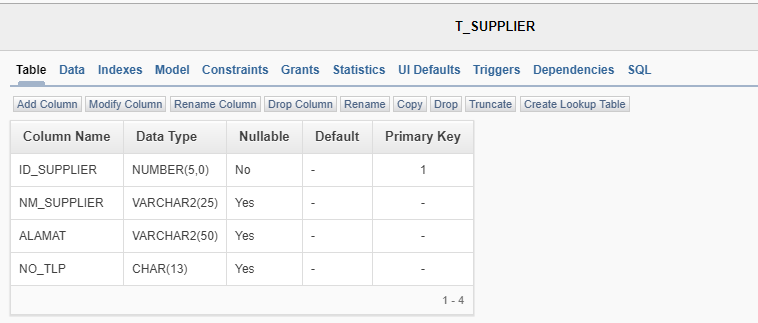 T_SUPPLIER
Table Data Indexes Model Constraints Grants Statistics UI Defaults Triggers Dependencies SQL
Add Column Modify Column Rename Column Drop Column Rename Copy Drop Truncate Create Lookup Table
Column Name Data Type Nullable Default Primary Key
ID_SUPPLIER NUMBER(5,0) No - 1
NM_SUPPLIER VARCHAR2(25) Yes - -
ALAMAT VARCHAR2(50) Yes - -
NO_TLP CHAR(13) Yes - -
1 - 4